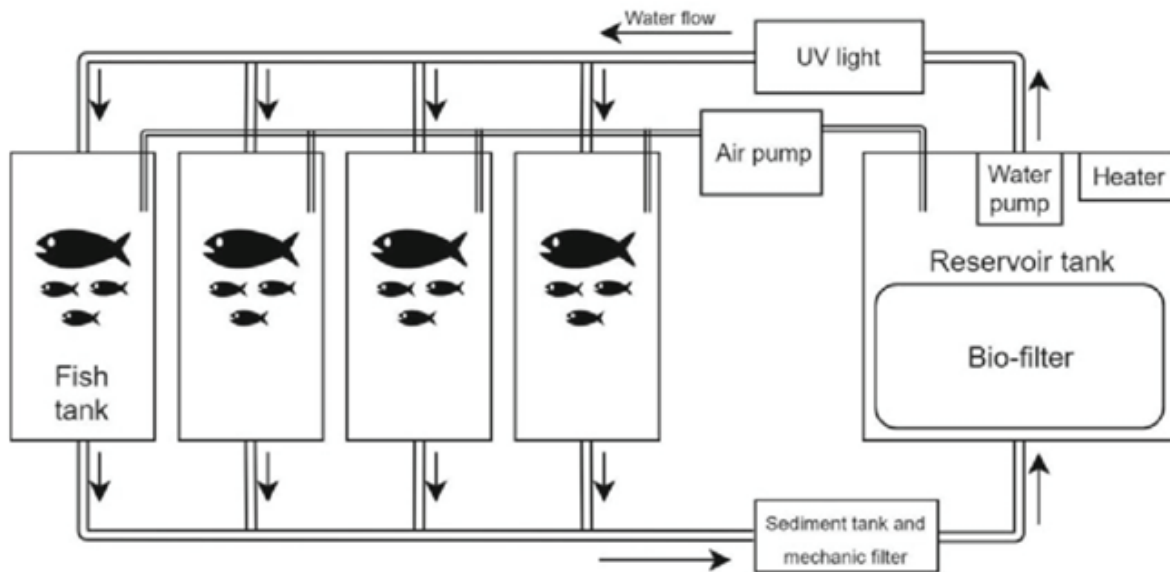 Water flow
UV light
Air pump
Water
pump
Heater
Reservoir tank
Bio-filter
Fish
tank
Sediment tank and
mechanic filter